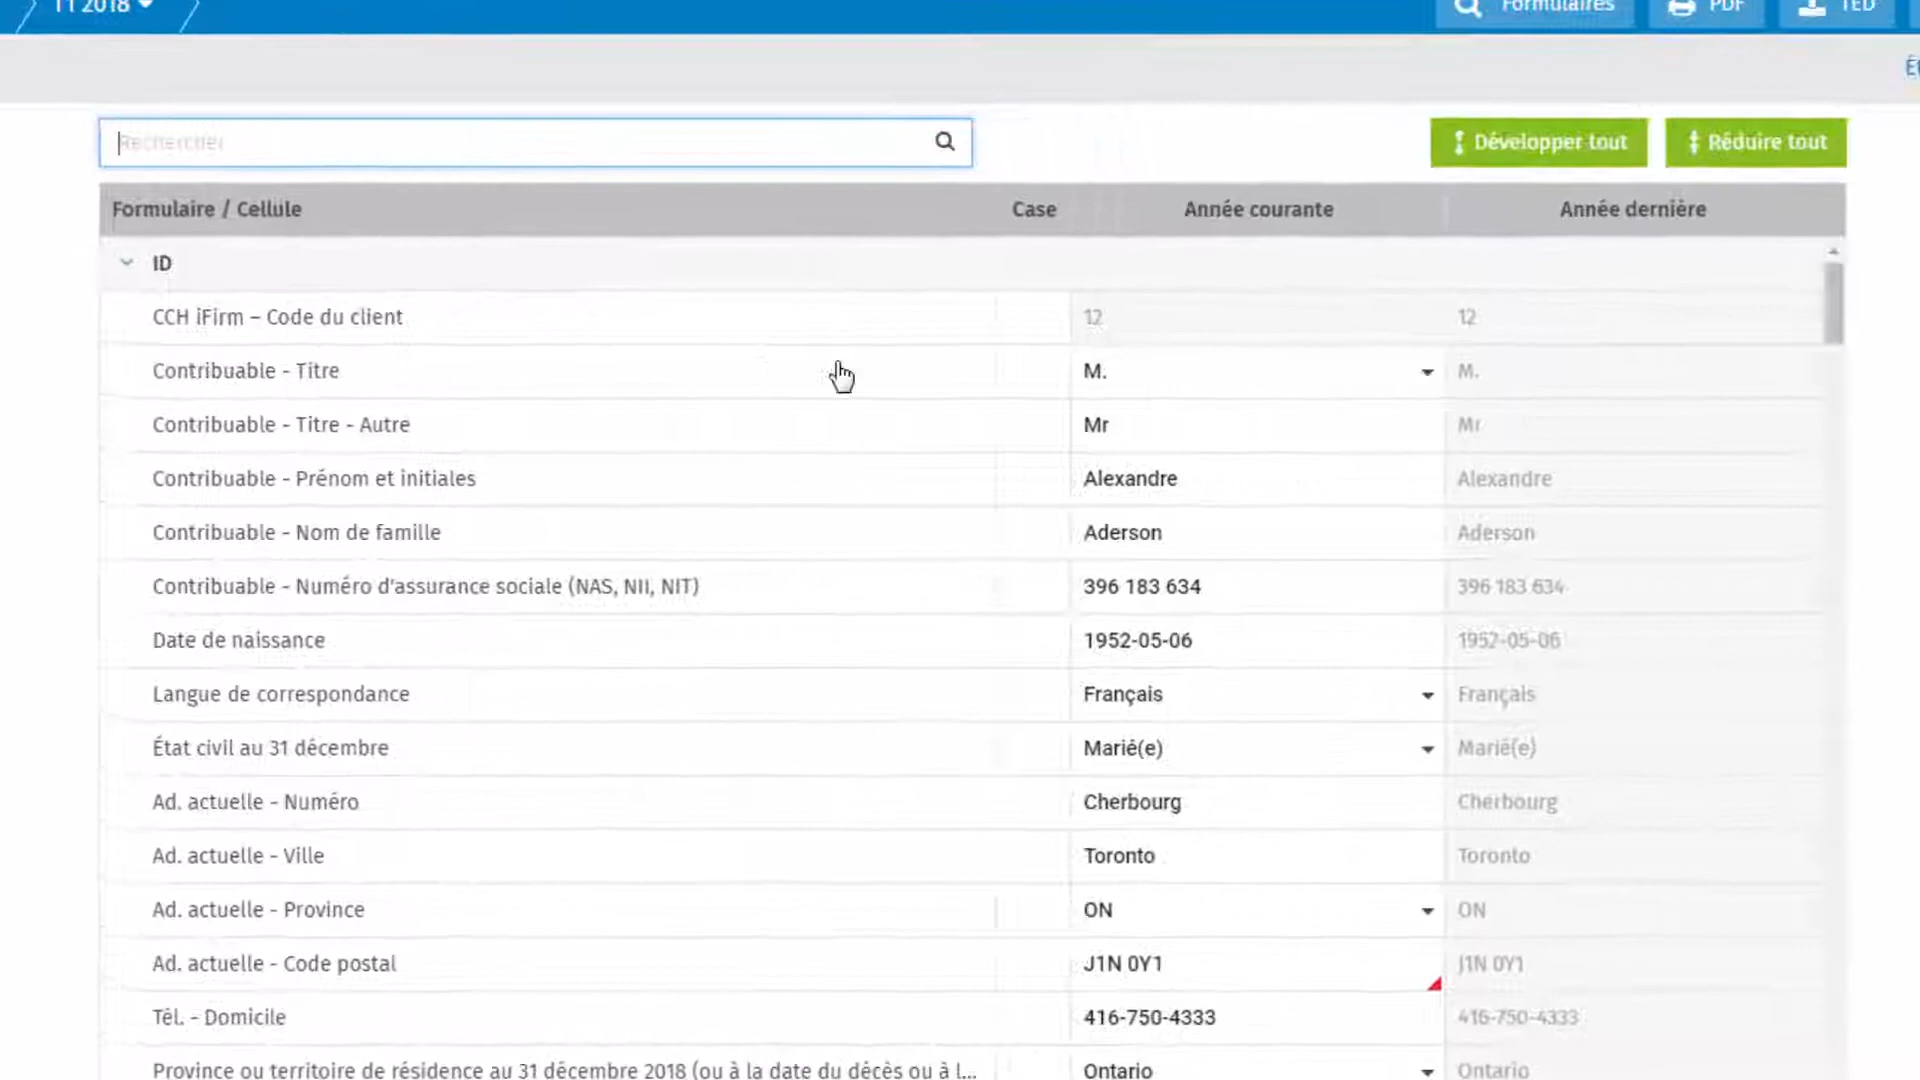 T1 2018
Formulaires
PDF
TED
Rechercher
Développer tout
Réduire tout
Formulaire / Cellule Case Année courante Année dernière
ID
CCH iFirm – Code du client 12 12
Contribuable - Titre M. M.
Contribuable - Titre - Autre Mr Mr
Contribuable - Prénom et initiales Alexandre Alexandre
Contribuable - Nom de famille Aderson Aderson
Contribuable - Numéro d'assurance sociale (NAS, NII, NIT) 396 183 634 396 183 634
Date de naissance 1952-05-06 1952-05-06
Langue de correspondance Français Français
État civil au 31 décembre Marié(e) Marié(e)
Ad. actuelle - Numéro Cherbourg Cherbourg
Ad. actuelle - Ville Toronto Toronto
Ad. actuelle - Province ON ON
Ad. actuelle - Code postal J1N 0Y1 J1N 0Y1
Tél. - Domicile 416-750-4333 416-750-4333
Province ou territoire de résidence au 31 décembre 2018 (ou à la date du décès ou à l... Ontario Ontario